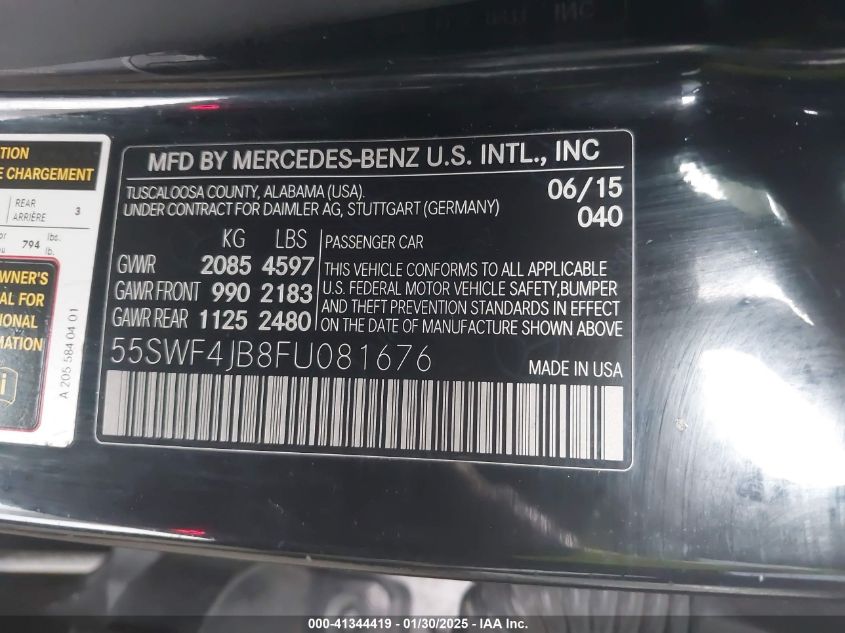 MFD BY MERCEDES-BENZ U.S. INTL., INC
TUSCALOOSA COUNTY, ALABAMA (USA).
UNDER CONTRACT FOR DAIMLER AG, STUTTGART (GERMANY)
06/15
040
KG LBS
GVWR 2085 4597
GAWR FRONT 990 2183
GAWR REAR 1125 2480
PASSENGER CAR
THIS VEHICLE CONFORMS TO ALL APPLICABLE
U.S. FEDERAL MOTOR VEHICLE SAFETY,BUMPER
AND THEFT PREVENTION STANDARDS IN EFFECT
ON THE DATE OF MANUFACTURE SHOWN ABOVE
55SWF4JB8FU081676
MADE IN USA
CHARGEMENT
REAR 3
ARRIÈRE
794 lbs.
lb.
OWNER'S
FOR
A 205 584 04 01
000-41344419 - 01/30/2025 - IAA Inc.